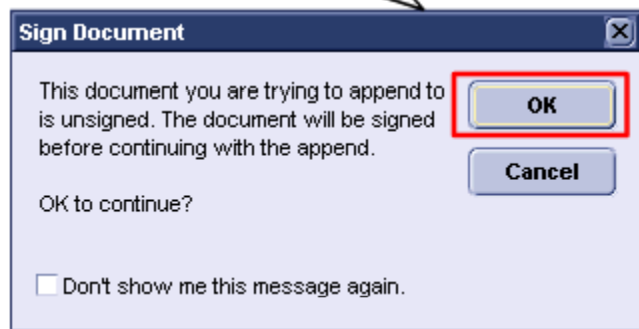 Sign Document
This document you are trying to append to
is unsigned. The document will be signed
before continuing with the append.
OK to continue?
OK
Cancel
Don't show me this message again.